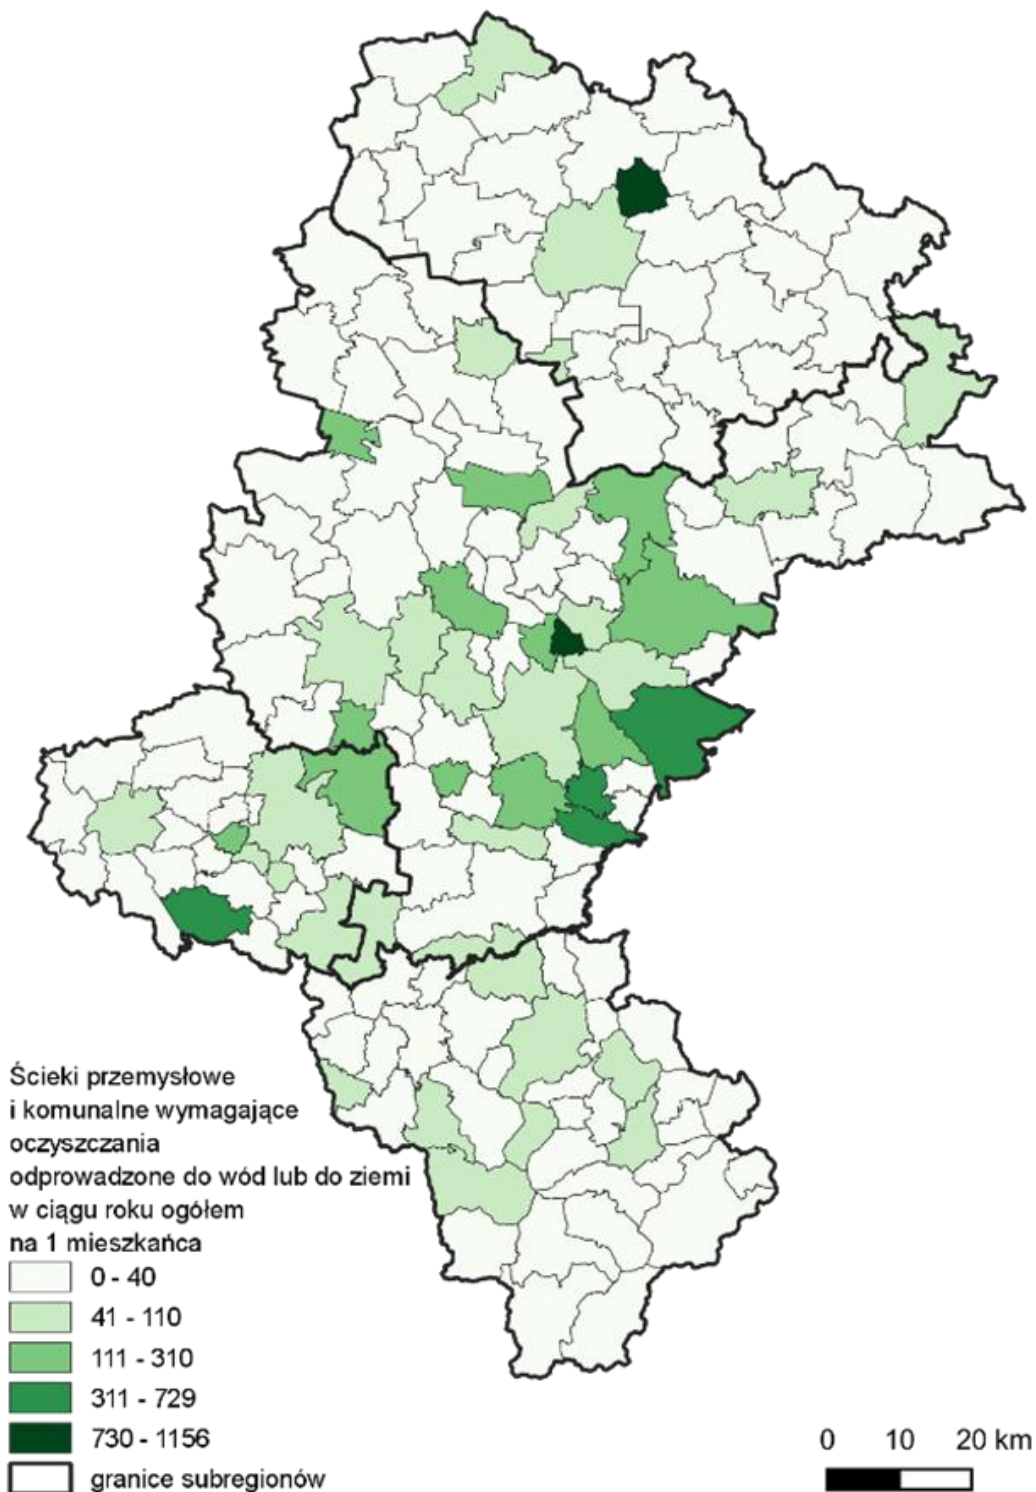 Ścieki przemysłowe
i komunalne wymagające
oczyszczania
odprowadzone do wód lub do ziemi
w ciągu roku ogółem
na 1 mieszkańca
0 - 40
41 - 110
111 - 310
311 - 729
730 - 1156
granice subregionów
0 10 20 km